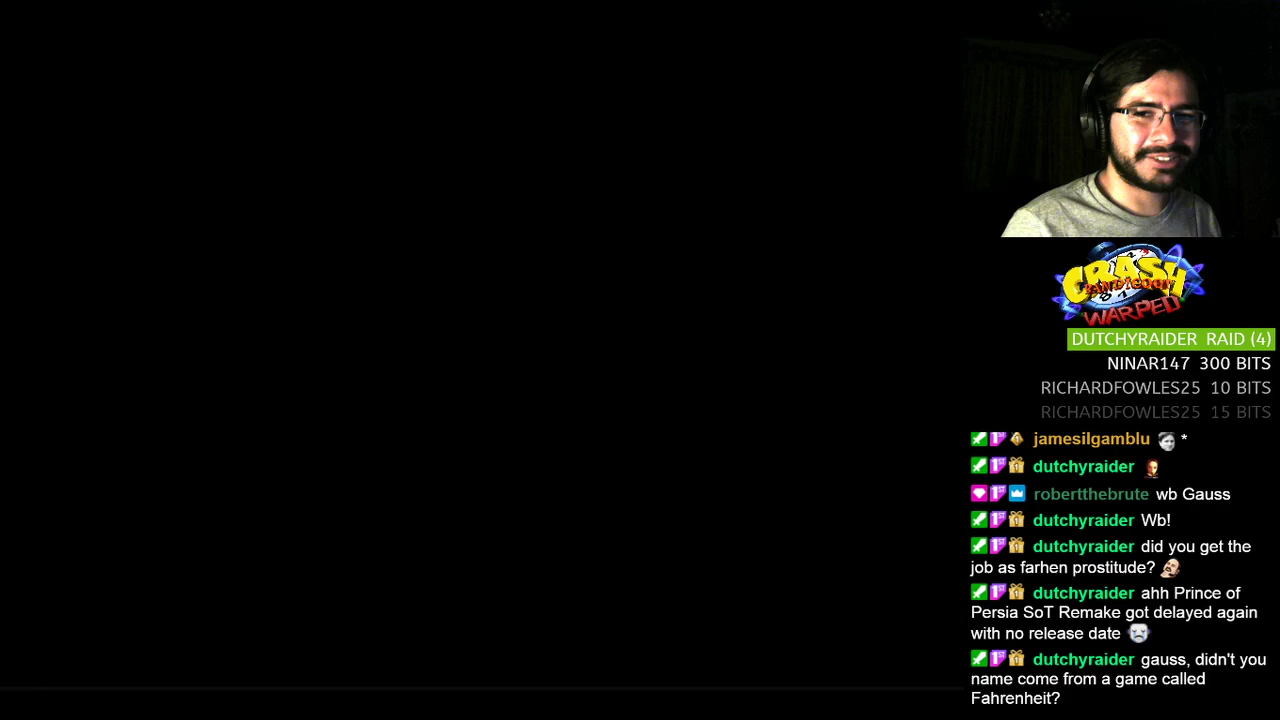 CRASH
BANDICOOT
WARPED
DUTCHYRAIDER RAID (4)
NINAR147 300 BITS
RICHARDFOWLES25 10 BITS
RICHARDFOWLES25 15 BITS
jamesilgamblu *
dutchyraider
robertthebrute wb Gauss
dutchyraider Wb!
dutchyraider did you get the
job as farhen prostitude?
dutchyraider ahh Prince of
Persia SoT Remake got delayed again
with no release date
dutchyraider gauss, didn't you
name come from a game called
Fahrenheit?